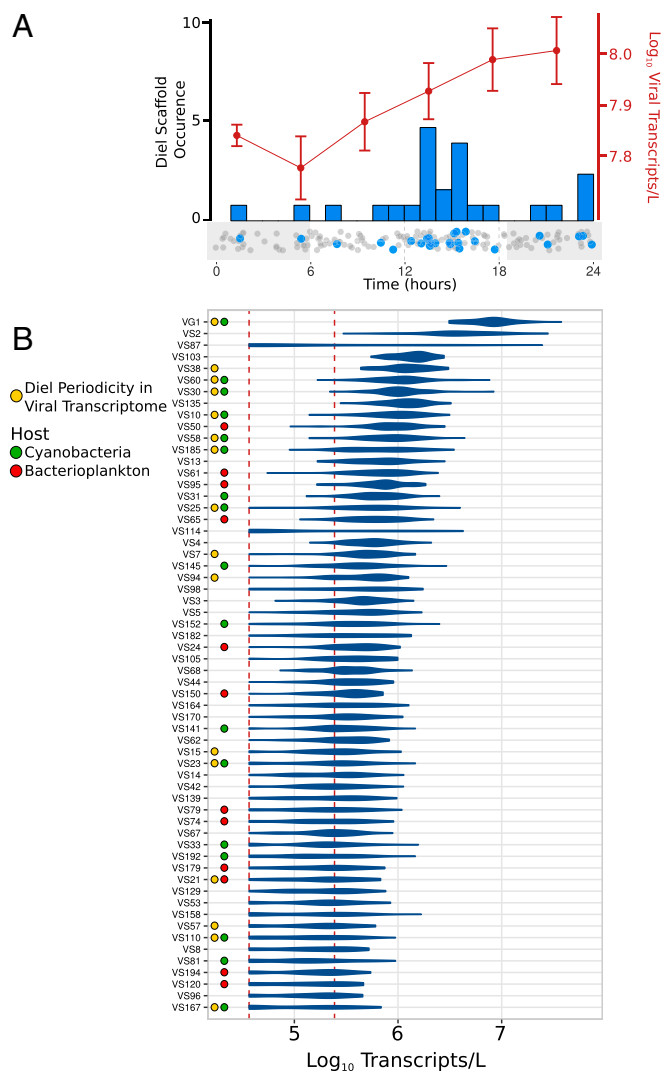 A
10
5
0
Diel Scaffold
Occurence
8.0
7.9
7.8
Log₁₀ Viral Transcripts/L
0
6
12
18
24
Time (hours)
B
Diel Periodicity in
Viral Transcriptome
Host
Cyanobacteria
Bacterioplankton
VG1
VS2
VS87
VS103
VS38
VS60
VS30
VS135
VS10
VS50
VS58
VS185
VS13
VS61
VS95
VS31
VS25
VS65
VS114
VS4
VS7
VS145
VS94
VS98
VS3
VS5
VS152
VS182
VS24
VS105
VS68
VS44
VS150
VS164
VS170
VS141
VS62
VS15
VS23
VS14
VS42
VS139
VS79
VS74
VS67
VS33
VS192
VS179
VS21
VS129
VS53
VS158
VS57
VS110
VS8
VS81
VS194
VS120
VS96
VS167
5
6
7
Log₁₀ Transcripts/L